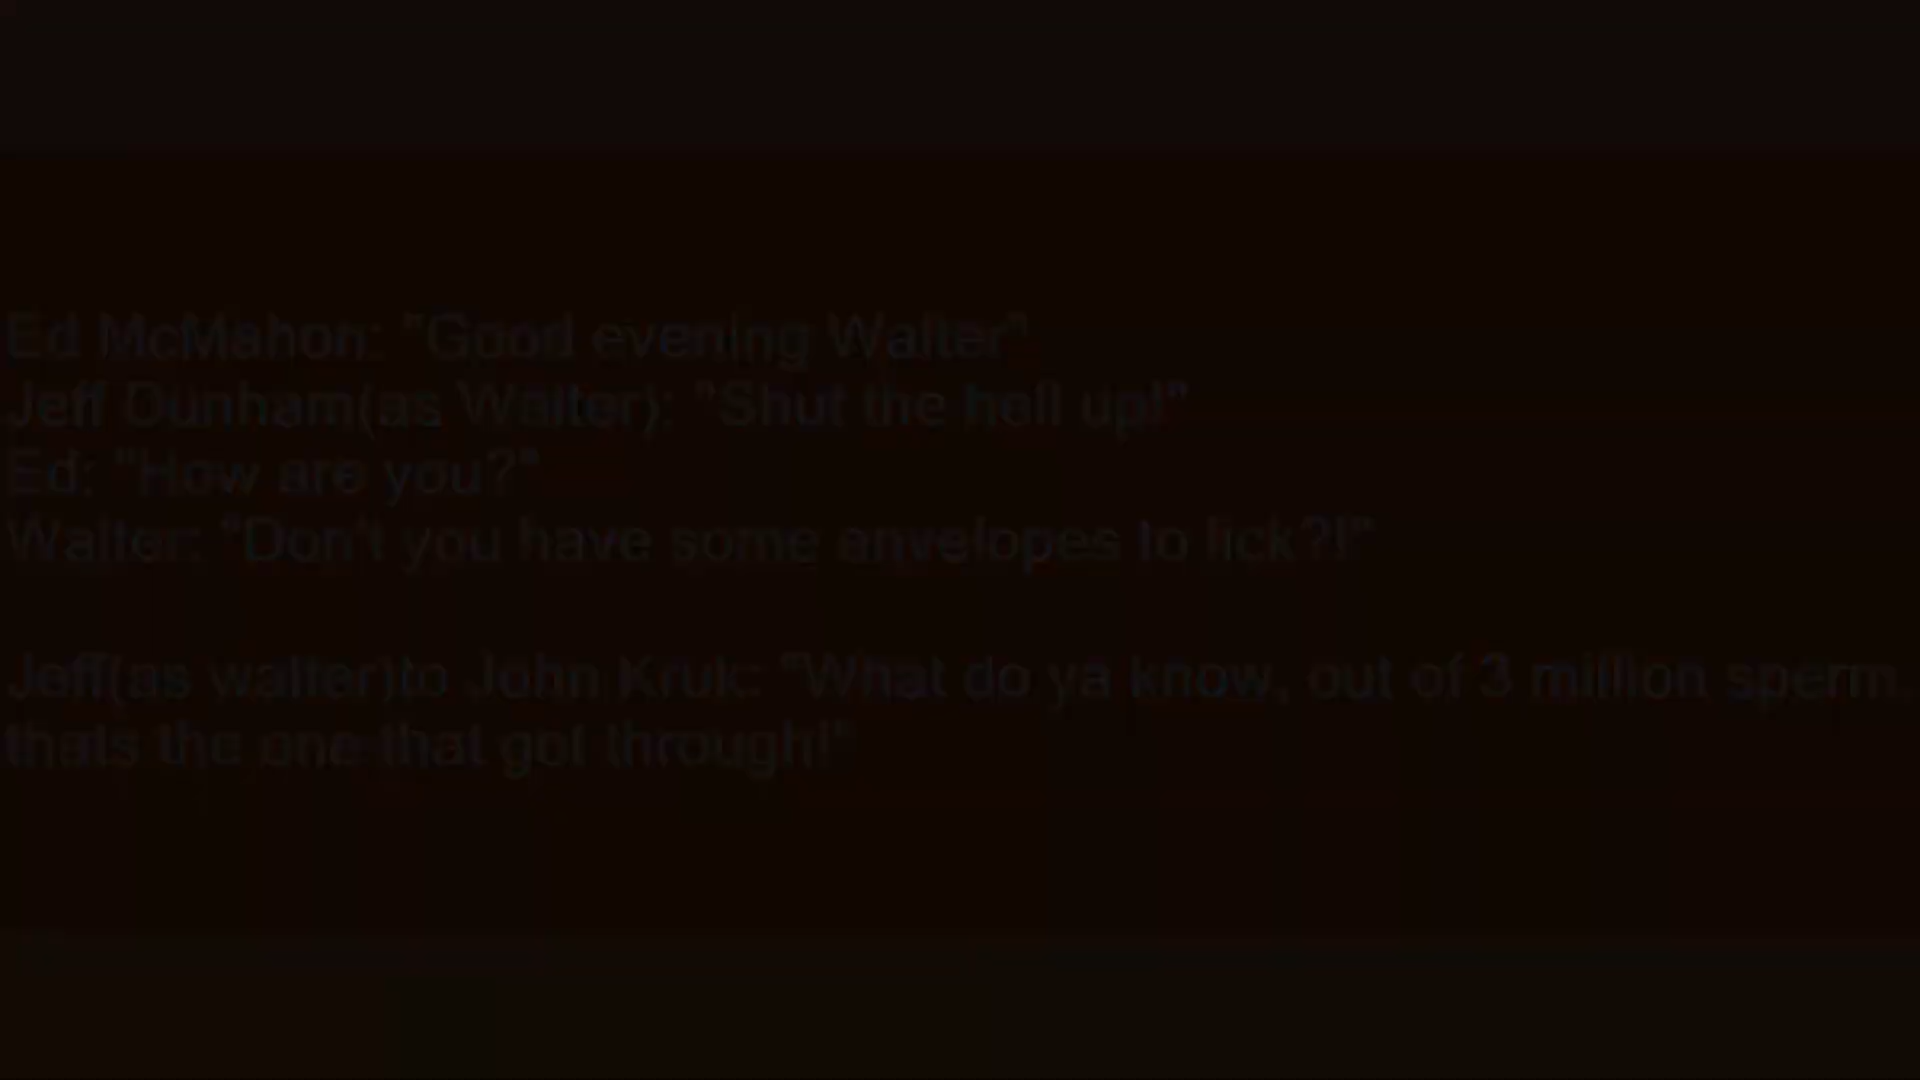 Ed McMahon: "Good evening Walter"
Jeff Dunham(as Walter): "Shut the hell up!"
Ed: "How are you?"
Walter: "Don't you have some envelopes to lick?!"
Jeff(as walter)to John Kruk: "What do ya know, out of 3 million sperm,
thats the one that got through!"